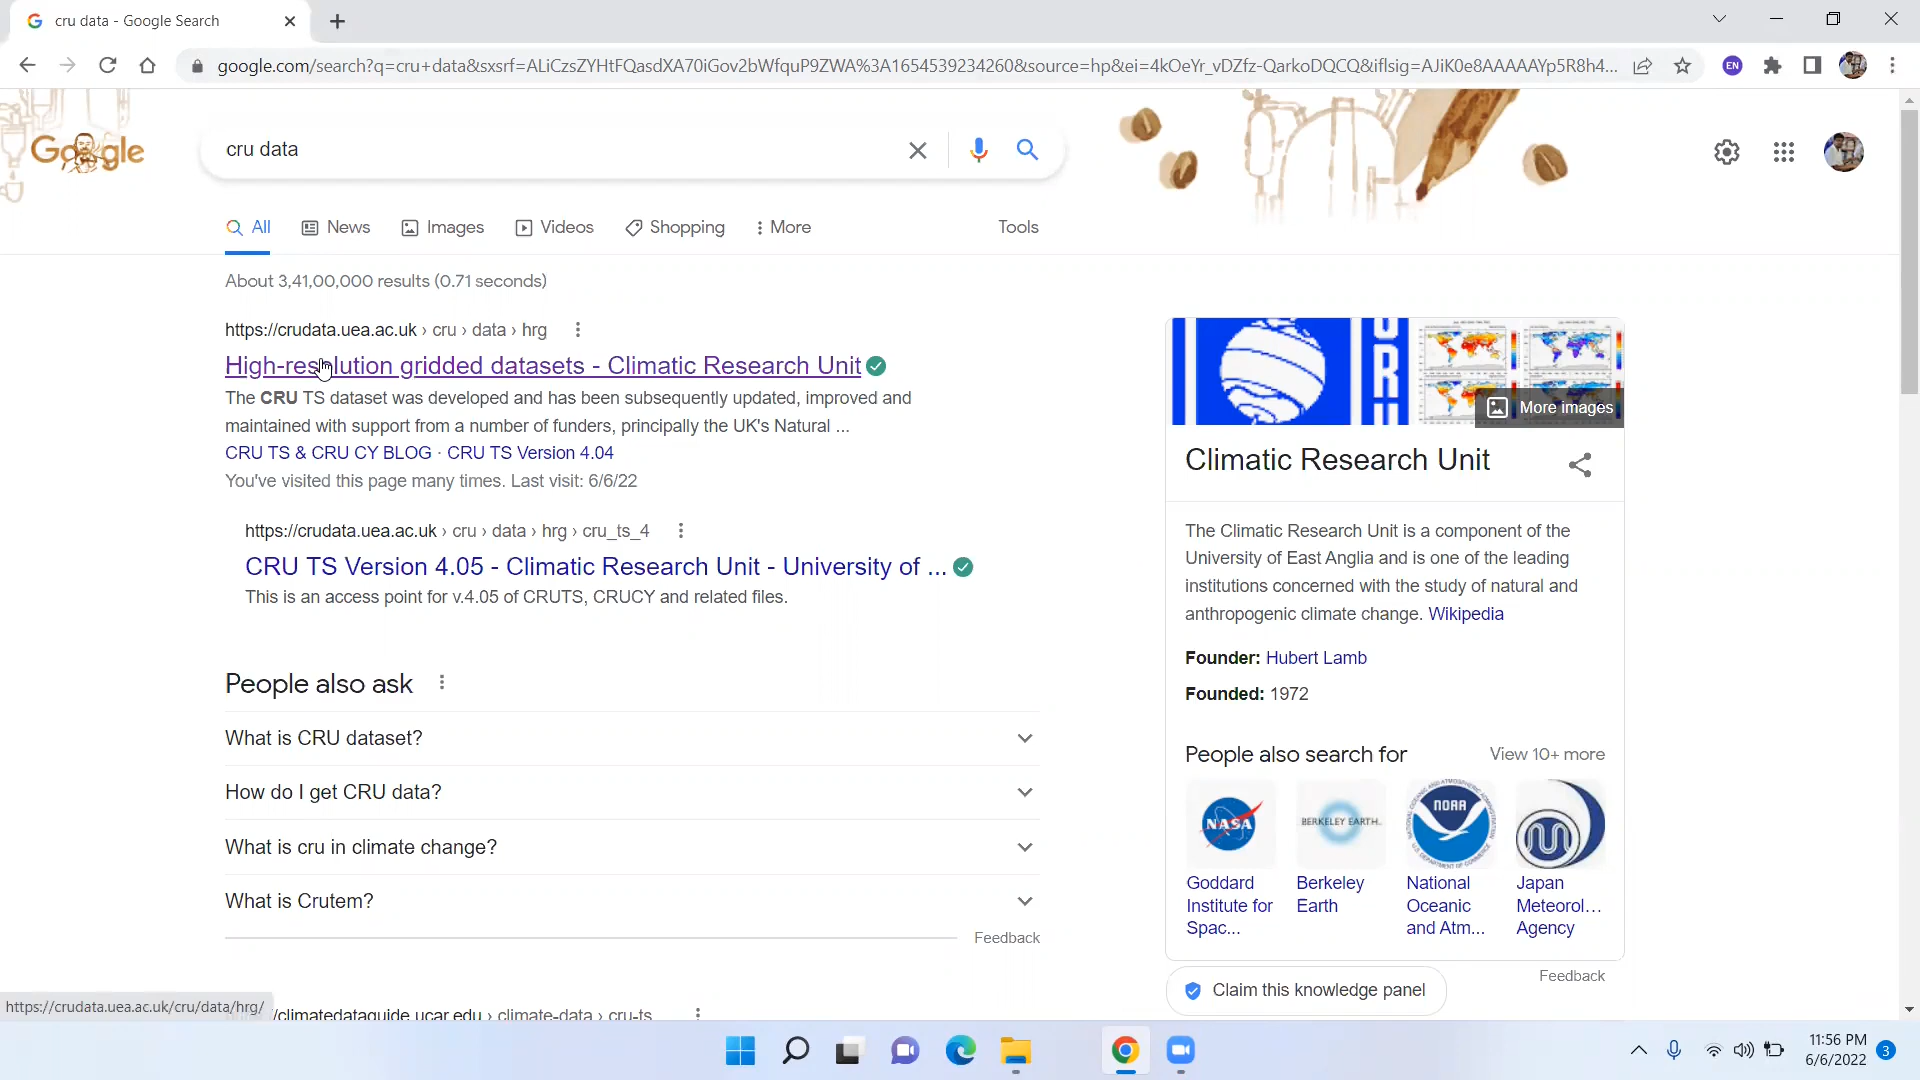 cru data - Google Search
google.com/search?q=cru+data&sxsrf=ALiCzsZYHtFQasdXA70iGov2bWfquP9ZWA%3A1654539234260&source=hp&ei=4kOeYr_vDZfz-QarkoDQCQ&iflsig=AJiK0e8AAAAAYp5R8h4...
EN
Google
cru data
All
News
Images
Videos
Shopping
More
Tools
About 3,41,00,000 results (0.71 seconds)
https://crudata.uea.ac.uk › cru › data › hrg
High-resolution gridded datasets - Climatic Research Unit
The CRU TS dataset was developed and has been subsequently updated, improved and
maintained with support from a number of funders, principally the UK's Natural ...
CRU TS & CRU CY BLOG · CRU TS Version 4.04
You've visited this page many times. Last visit: 6/6/22
https://crudata.uea.ac.uk › cru › data › hrg › cru_ts_4
CRU TS Version 4.05 - Climatic Research Unit - University of ...
This is an access point for v.4.05 of CRUTS, CRUCY and related files.
People also ask
What is CRU dataset?
How do I get CRU data?
What is cru in climate change?
What is Crutem?
Feedback
/climatedataguide.ucar.edu › climate-data › cru-ts
https://crudata.uea.ac.uk/cru/data/hrg/
More images
Climatic Research Unit
The Climatic Research Unit is a component of the
University of East Anglia and is one of the leading
institutions concerned with the study of natural and
anthropogenic climate change. Wikipedia
Founder: Hubert Lamb
Founded: 1972
People also search for
View 10+ more
NASA
BERKELEY EARTH
NOAA
Goddard
Institute for
Spac...
Berkeley
Earth
National
Oceanic
and Atm...
Japan
Meteorol...
Agency
Feedback
Claim this knowledge panel
11:56 PM
6/6/2022
3